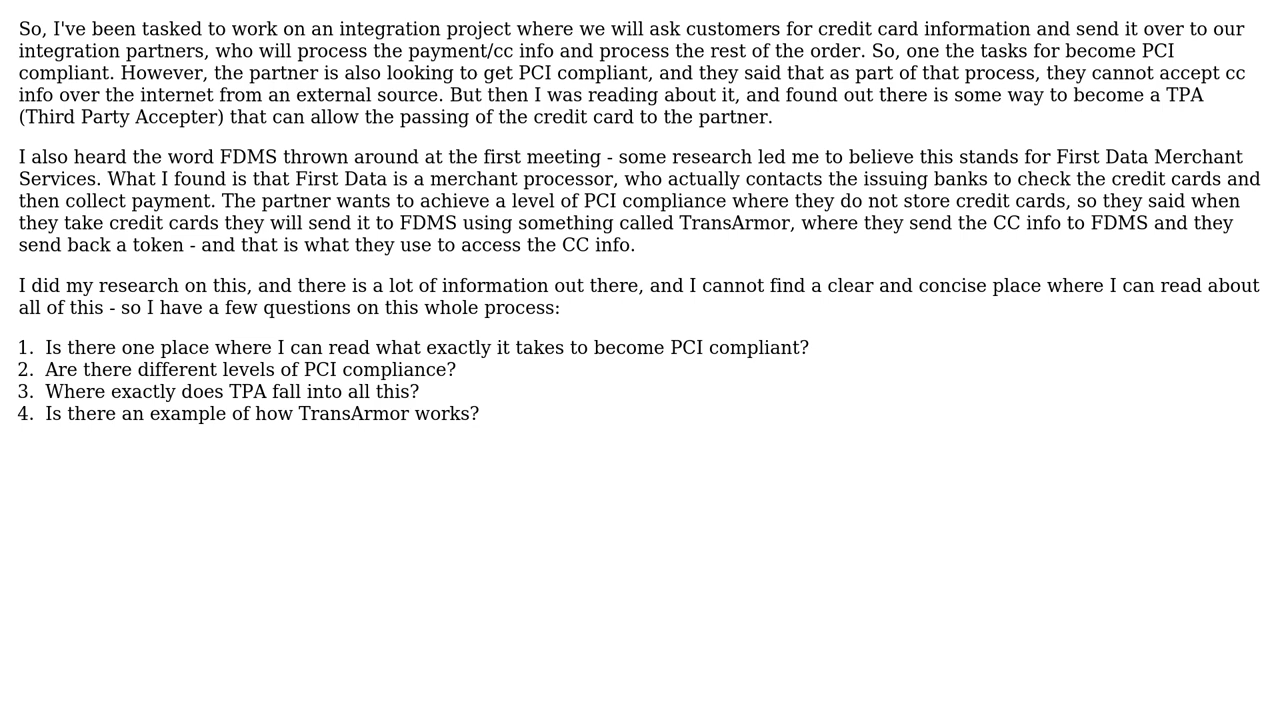 So, I've been tasked to work on an integration project where we will ask customers for credit card information and send it over to our
integration partners, who will process the payment/cc info and process the rest of the order. So, one the tasks for become PCI
compliant. However, the partner is also looking to get PCI compliant, and they said that as part of that process, they cannot accept cc
info over the internet from an external source. But then I was reading about it, and found out there is some way to become a TPA
(Third Party Accepter) that can allow the passing of the credit card to the partner.
I also heard the word FDMS thrown around at the first meeting - some research led me to believe this stands for First Data Merchant
Services. What I found is that First Data is a merchant processor, who actually contacts the issuing banks to check the credit cards and
then collect payment. The partner wants to achieve a level of PCI compliance where they do not store credit cards, so they said when
they take credit cards they will send it to FDMS using something called TransArmor, where they send the CC info to FDMS and they
send back a token - and that is what they use to access the CC info.
I did my research on this, and there is a lot of information out there, and I cannot find a clear and concise place where I can read about
all of this - so I have a few questions on this whole process:
1. Is there one place where I can read what exactly it takes to become PCI compliant?
2. Are there different levels of PCI compliance?
3. Where exactly does TPA fall into all this?
4. Is there an example of how TransArmor works?